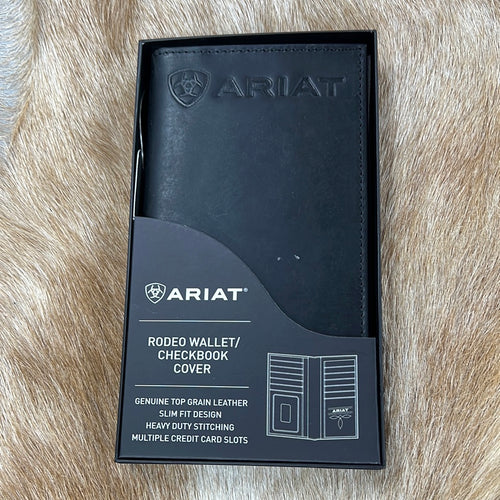 ARIAT
ARIAT®
RODEO WALLET/
CHECKBOOK
COVER
GENUINE TOP GRAIN LEATHER
SLIM FIT DESIGN
HEAVY DUTY STITCHING
MULTIPLE CREDIT CARD SLOTS
ARIAT